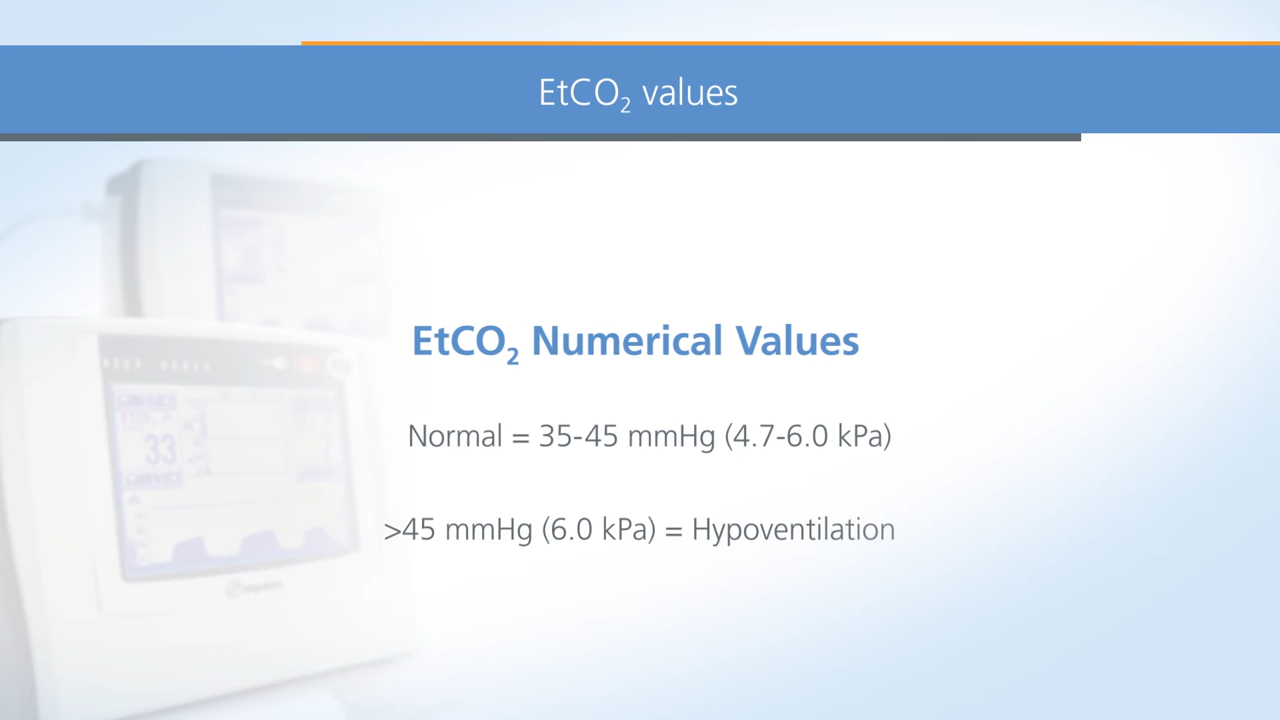 EtCO₂ values
EtCO₂ Numerical Values
33
Normal = 35-45 mmHg (4.7-6.0 kPa)
>45 mmHg (6.0 kPa) = Hypoventilation